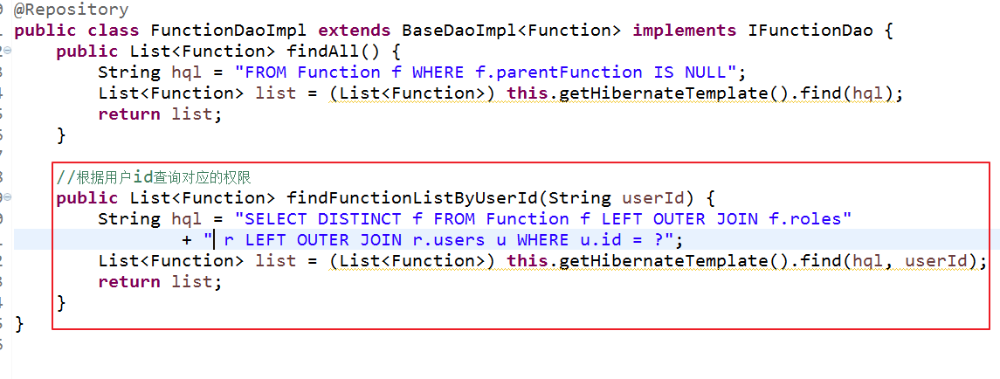 @Repository
public class FunctionDaoImpl extends BaseDaoImpl<Function> implements IFunctionDao {
    public List<Function> findAll() {
        String hql = "FROM Function f WHERE f.parentFunction IS NULL";
        List<Function> list = (List<Function>) this.getHibernateTemplate().find(hql);
        return list;
    }
    //根据用户id查询对应的权限
    public List<Function> findFunctionListByUserId(String userId) {
        String hql = "SELECT DISTINCT f FROM Function f LEFT OUTER JOIN f.roles"
                + " r LEFT OUTER JOIN r.users u WHERE u.id = ?";
        List<Function> list = (List<Function>) this.getHibernateTemplate().find(hql, userId);
        return list;
    }
}